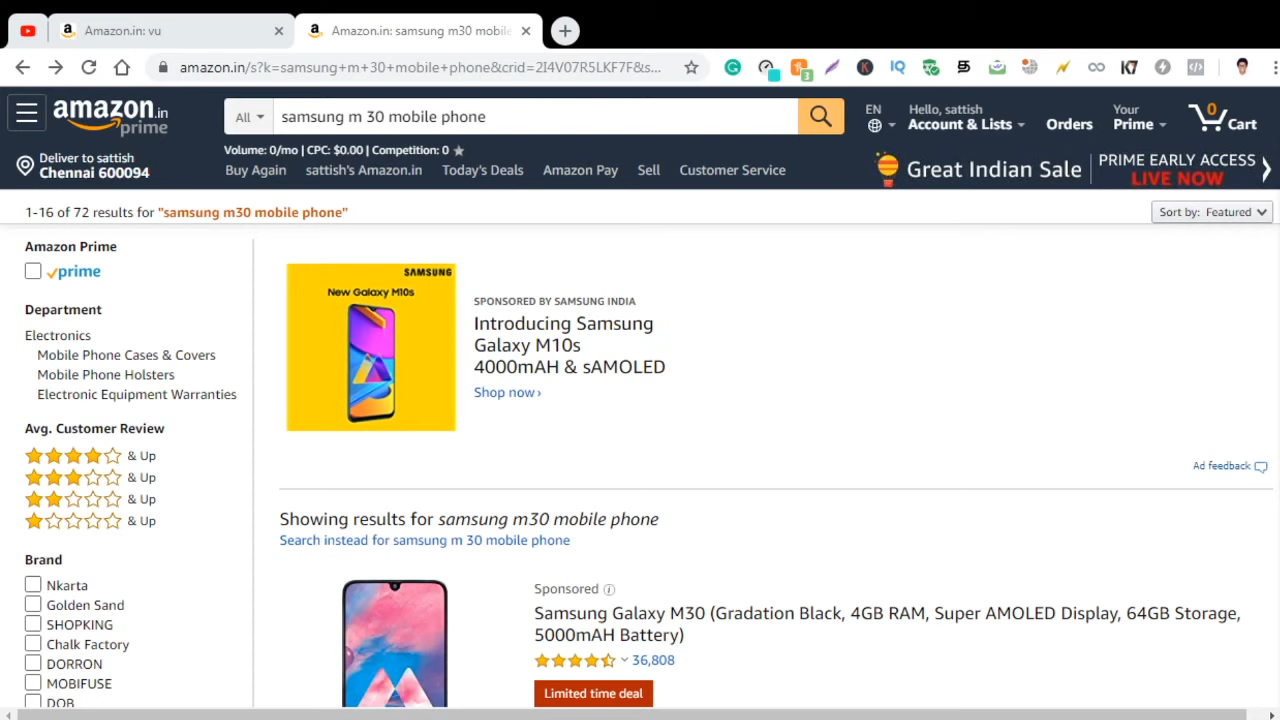 Amazon.in: vu
Amazon.in: samsung m30 mobile
amazon.in/s?k=samsung+m+30+mobile+phone&crid=2I4V07R5LKF7F&s...
3
K7
amazon.in
prime
All
samsung m 30 mobile phone
EN
Hello, sattish
Account & Lists
Orders
Your
Prime
0
Cart
Deliver to sattish
Chennai 600094
Volume: 0/mo | CPC: $0.00 | Competition: 0
Buy Again
sattish's Amazon.in
Today's Deals
Amazon Pay
Sell
Customer Service
Great Indian Sale
PRIME EARLY ACCESS
LIVE NOW
1-16 of 72 results for "samsung m30 mobile phone"
Sort by: Featured
Amazon Prime
prime
Department
Electronics
Mobile Phone Cases & Covers
Mobile Phone Holsters
Electronic Equipment Warranties
Avg. Customer Review
& Up
& Up
& Up
& Up
Brand
Nkarta
Golden Sand
SHOPKING
Chalk Factory
DORRON
MOBIFUSE
DOB
SAMSUNG
New Galaxy M10s
SPONSORED BY SAMSUNG INDIA
Introducing Samsung
Galaxy M10s
4000mAH & sAMOLED
Shop now ›
Ad feedback
Showing results for samsung m30 mobile phone
Search instead for samsung m 30 mobile phone
Sponsored
Samsung Galaxy M30 (Gradation Black, 4GB RAM, Super AMOLED Display, 64GB Storage,
5000mAH Battery)
36,808
Limited time deal